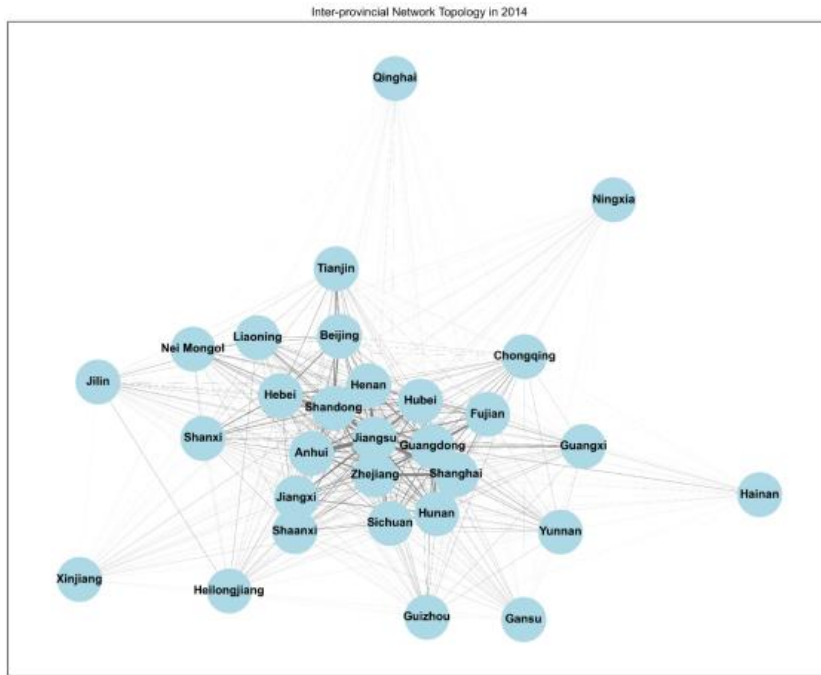 Inter-provincial Network Topology in 2014
Qinghai
Ningxia
Tianjin
Liaoning
Beijing
Nei Mongol
Chongqing
Jilin
Henan
Hebei
Hubei
Shandong
Fujian
Shanxi
Jiangsu
Guangdong
Guangxi
Anhui
Zhejiang
Shanghai
Hainan
Jiangxi
Hunan
Sichuan
Shaanxi
Yunnan
Xinjiang
Heilongjiang
Guizhou
Gansu